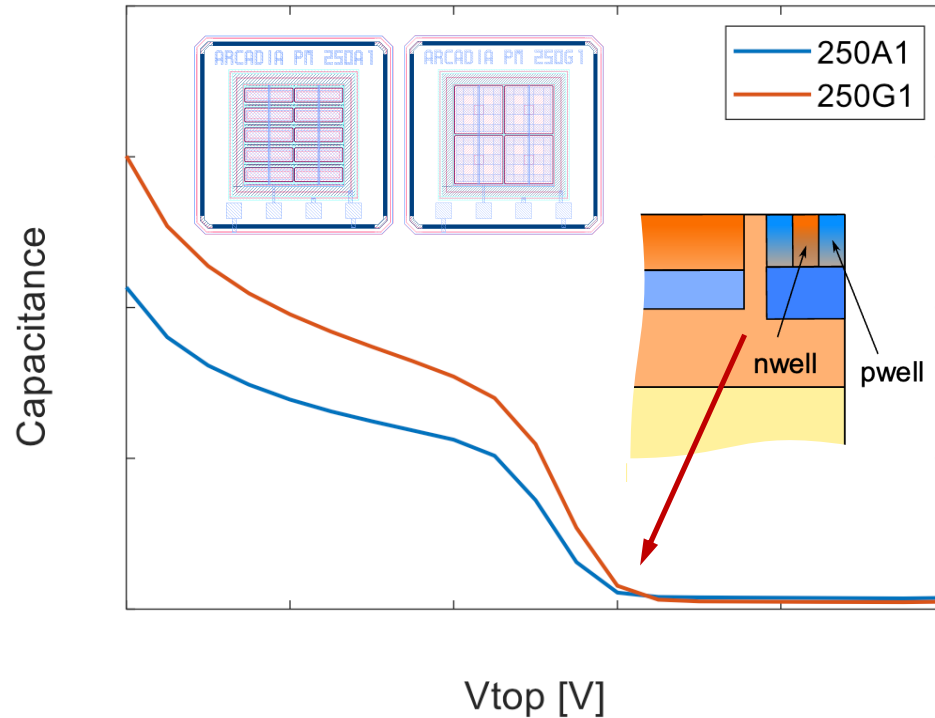 ARCADIA PM 250A1
ARCADIA PM 250G1
250A1
250G1
Capacitance
nwell
pwell
Vtop [V]